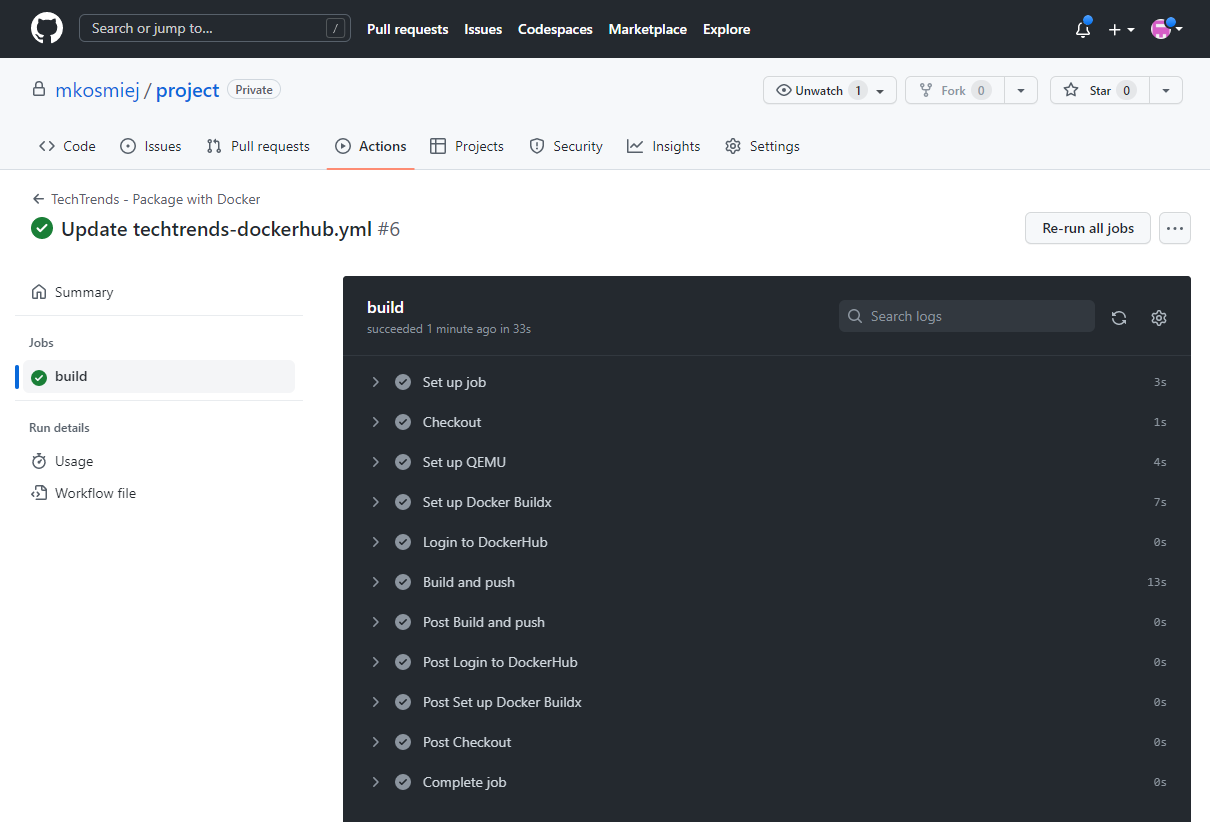 Search or jump to... /
Pull requests Issues Codespaces Marketplace Explore
mkosmiej / project Private
Unwatch 1 Fork 0 Star 0
Code Issues Pull requests Actions Projects Security Insights Settings
TechTrends - Package with Docker
Update techtrends-dockerhub.yml #6
Re-run all jobs
Summary
Jobs
build
Run details
Usage
Workflow file
build
succeeded 1 minute ago in 33s
Search logs
Set up job 3s
Checkout 1s
Set up QEMU 4s
Set up Docker Buildx 7s
Login to DockerHub 0s
Build and push 13s
Post Build and push 0s
Post Login to DockerHub 0s
Post Set up Docker Buildx 0s
Post Checkout 0s
Complete job 0s